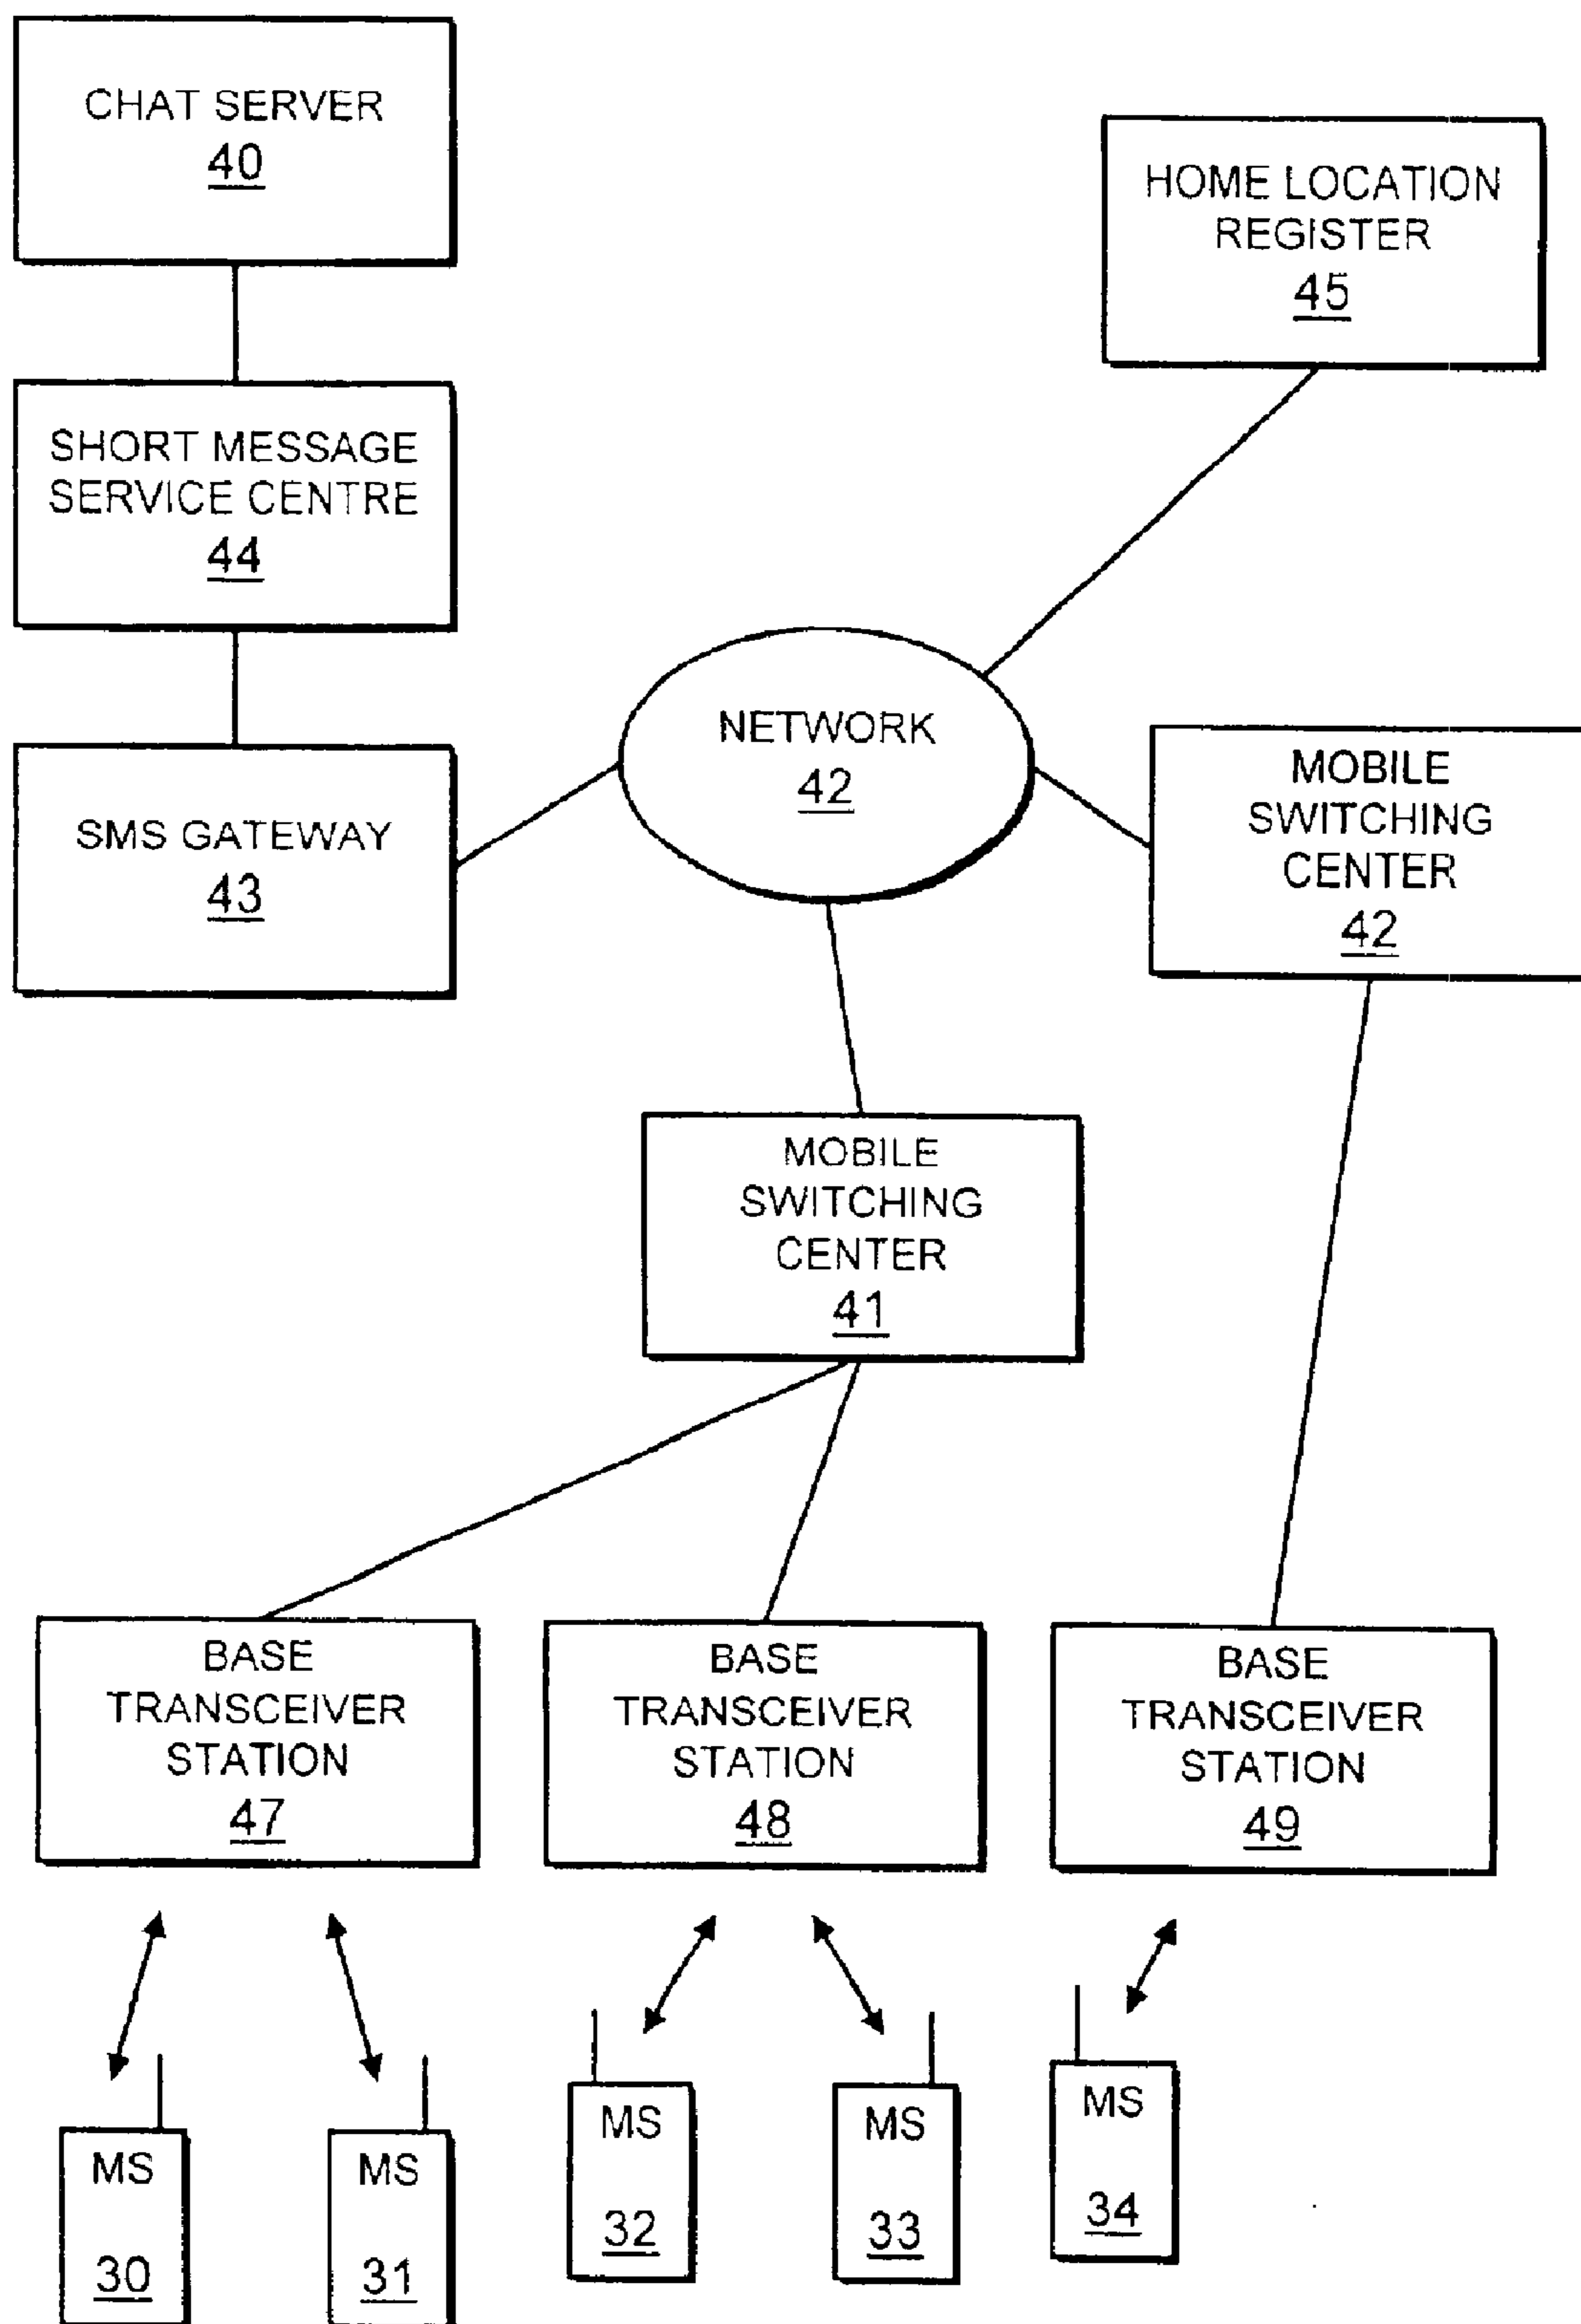 CHAT SERVER
40
HOME LOCATION
REGISTER
45
SHORT MESSAGE
SERVICE CENTRE
44
NETWORK
42
MOBILE
SWITCHING
CENTER
42
SMS GATEWAY
43
MOBILE
SWITCHING
CENTER
41
BASE
TRANSCEIVER
STATION
47
BASE
TRANSCEIVER
STATION
48
BASE
TRANSCEIVER
STATION
49
MS
30
MS
31
MS
32
MS
33
MS
34